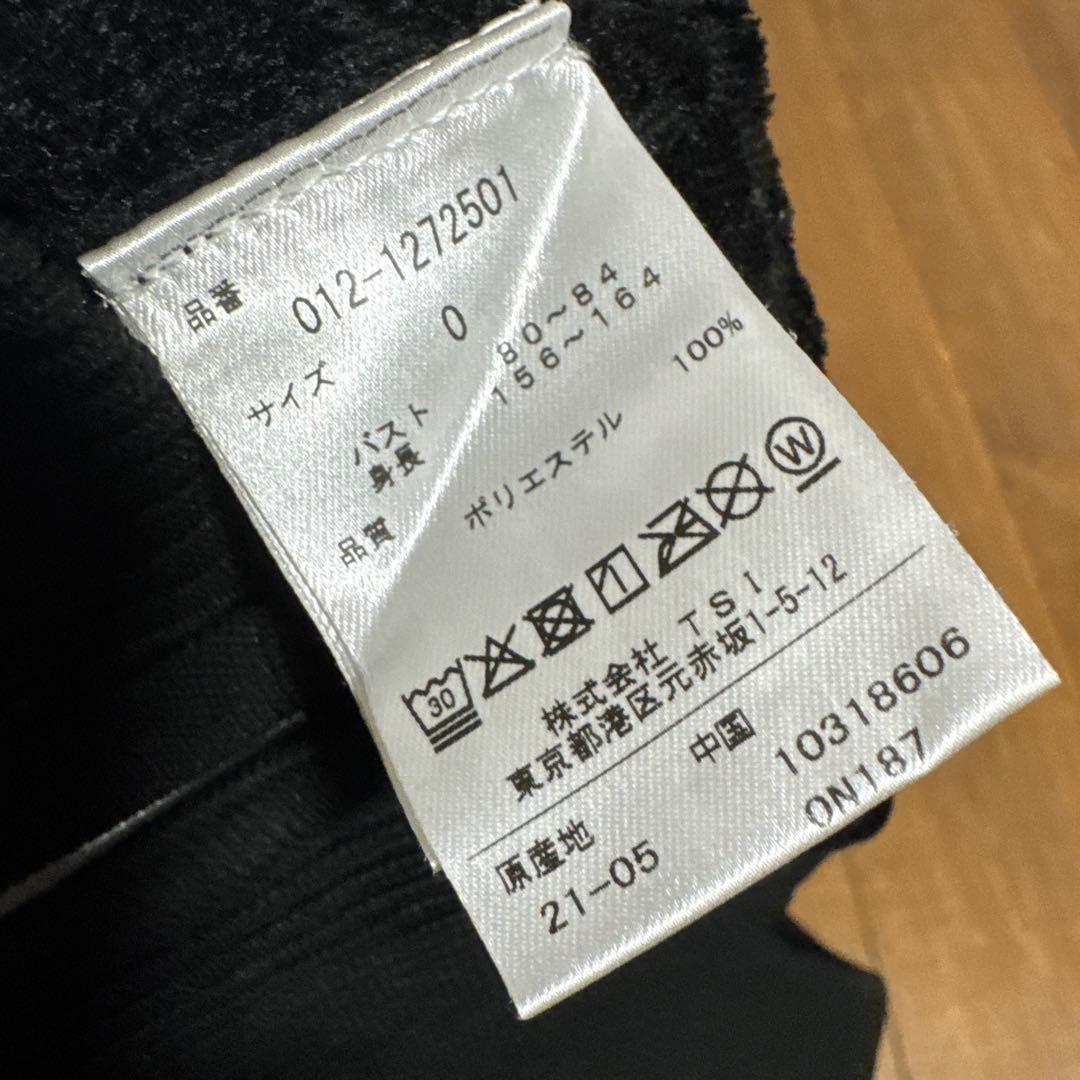 品番 012-1272501
サイズ 0
バスト 80～84
身長 156～164
品質 ポリエステル 100%
30 1 W
株式会社 TSI
東京都港区元赤坂1-5-12
原産地 中国 10318606
21-05 0N187